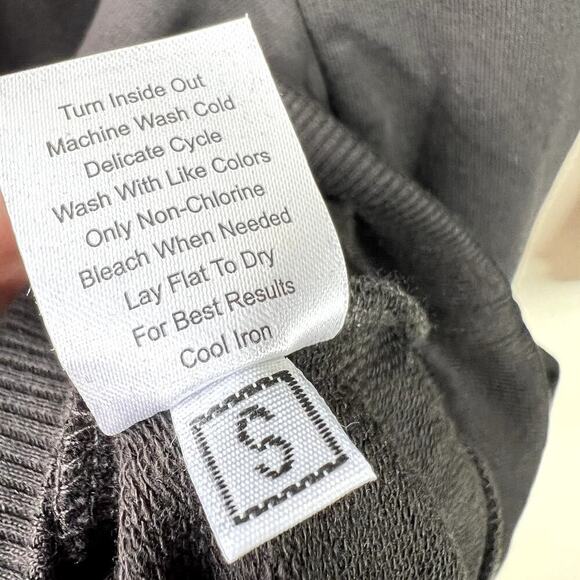 Turn Inside Out
Machine Wash Cold
Delicate Cycle
Wash With Like Colors
Only Non-Chlorine
Bleach When Needed
Lay Flat To Dry
For Best Results
Cool Iron
S